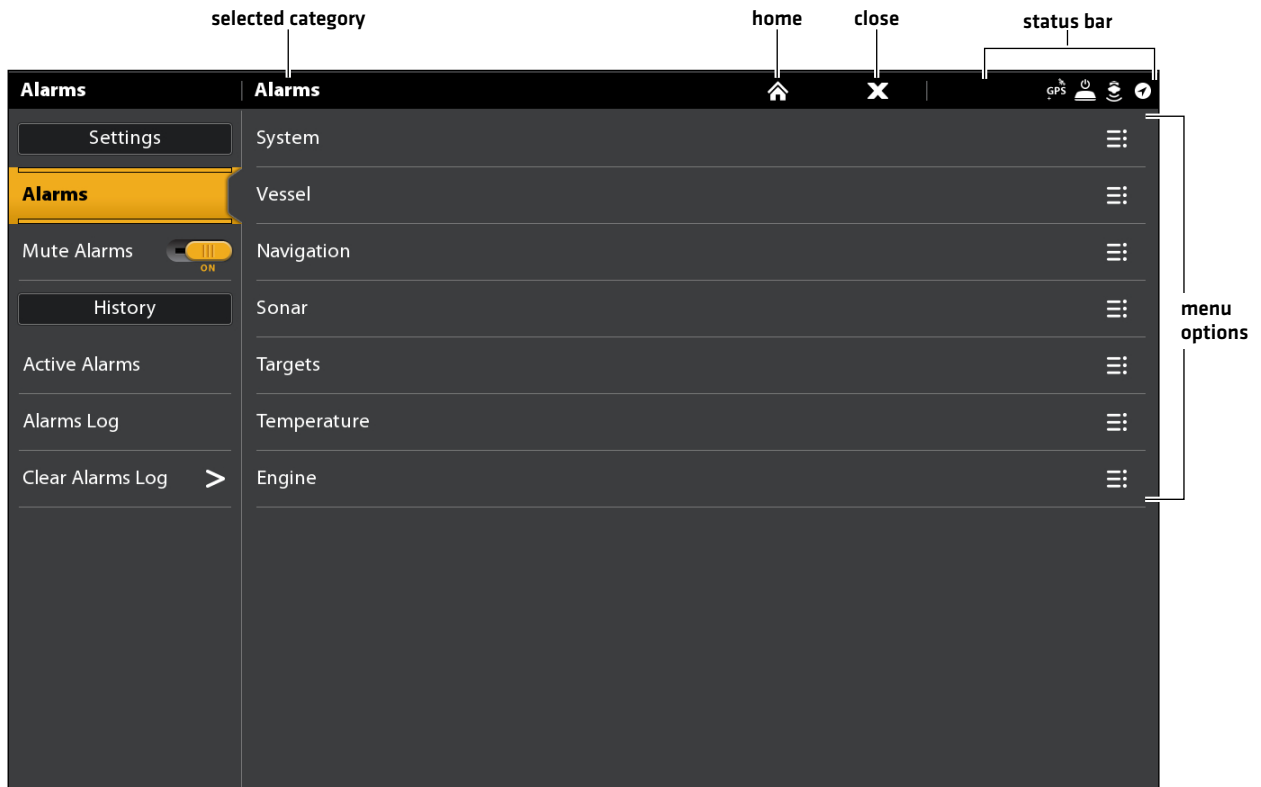 selected category
home
close
status bar
Alarms
Alarms
GPS
Settings
System
Alarms
Vessel
Mute Alarms
ON
Navigation
History
Sonar
menu
options
Active Alarms
Targets
Alarms Log
Temperature
Clear Alarms Log
Engine